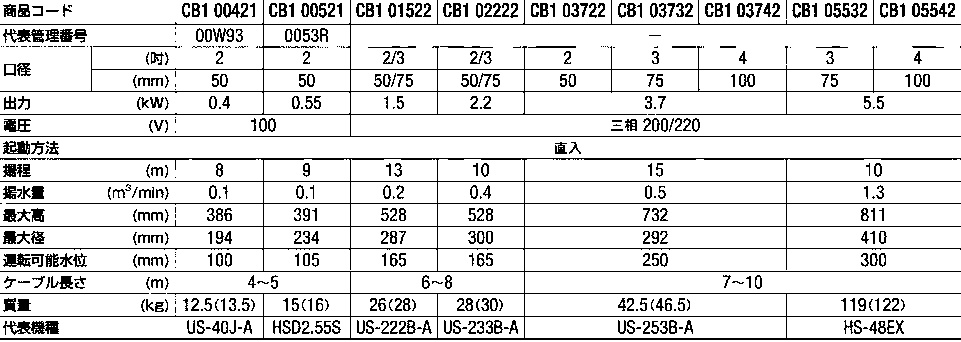 商品コード CB1 00421 CB1 00521 CB1 01522 CB1 02222 CB1 03722 CB1 03732 CB1 03742 CB1 05532 CB1 05542
代表管理番号 00W93 0053R —
口径 (吋) 2 2 2/3 2/3 2 3 4 3 4
(mm) 50 50 50/75 50/75 50 75 100 75 100
出力 (kW) 0.4 0.55 1.5 2.2 3.7 5.5
電圧 (V) 100 三相 200/220
起動方法 直入
揚程 (m) 8 9 13 10 15 10
揚水量 (m³/min) 0.1 0.1 0.2 0.4 0.5 1.3
最大高 (mm) 386 391 528 528 732 811
最大径 (mm) 194 234 287 300 292 410
運転可能水位 (mm) 100 105 165 165 250 300
ケーブル長さ (m) 4～5 6～8 7～10
質量 (kg) 12.5(13.5) 15(16) 26(28) 28(30) 42.5(46.5) 119(122)
代表機種 US-40J-A HSD2.55S US-222B-A US-233B-A US-253B-A HS-48EX